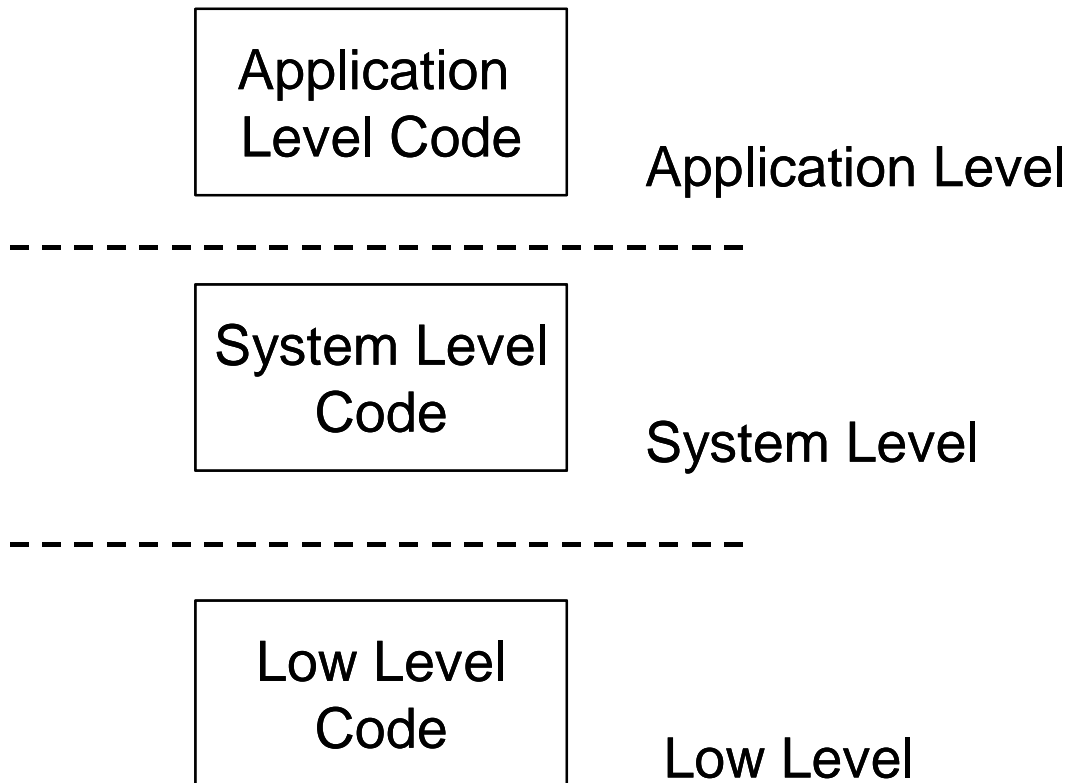 Application
Level Code
Application Level
System Level
Code
System Level
Low Level
Code
Low Level